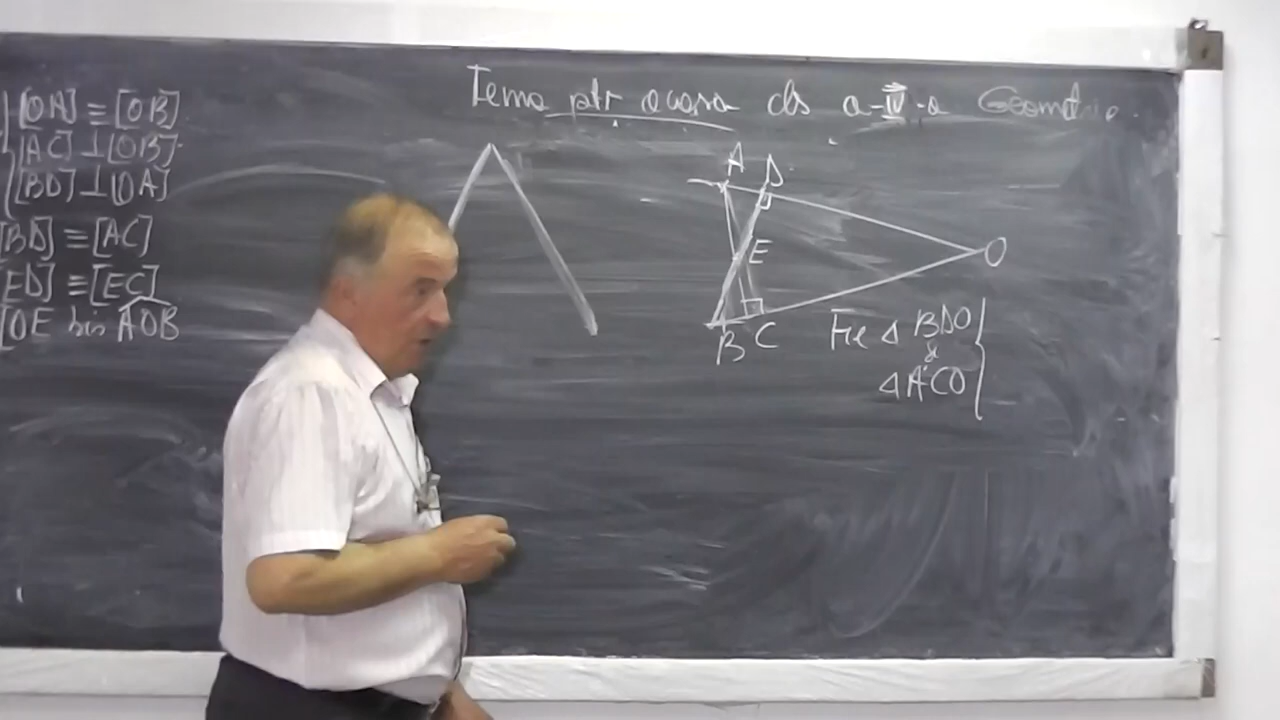 Tema ptr acasa cls a-IV-a Geometrie
[OA] ≡ [OB]
[AC] ⊥ [OB]
[BD] ⊥ [OA]
[BD] ≡ [AC]
[ED] ≡ [EC]
[OE bis AOB
A D
E
O
B C
Fie Δ BDO
&
Δ ACO